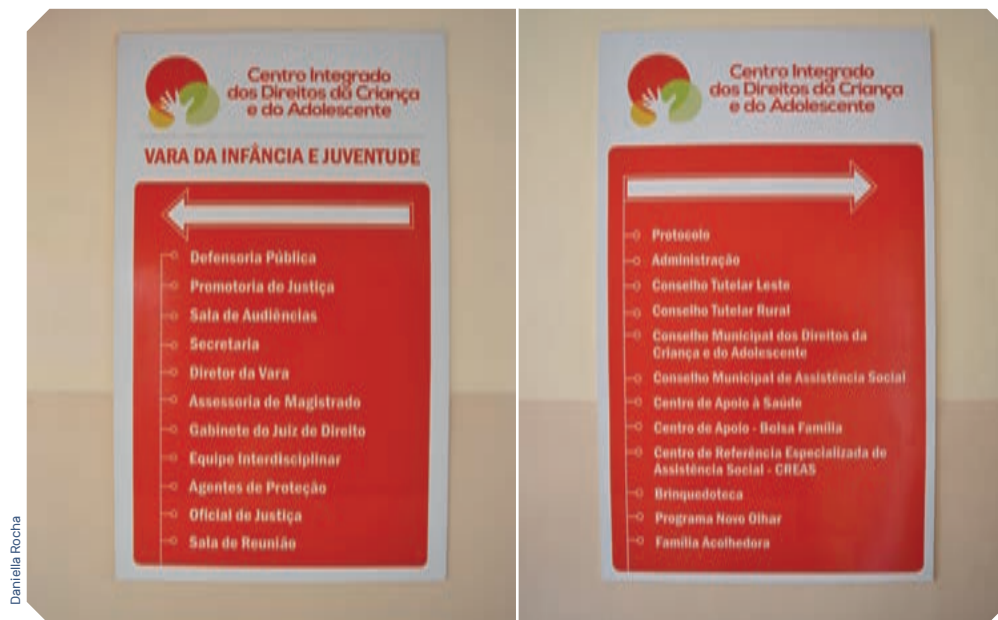 Centro Integrado
dos Direitos da Criança
e do Adolescente
VARA DA INFÂNCIA E JUVENTUDE
Defensoria Pública
Promotoria de Justiça
Sala de Audiências
Secretaria
Diretor da Vara
Assessoria de Magistrado
Gabinete do Juiz de Direito
Equipe Interdisciplinar
Agentes de Proteção
Oficial de Justiça
Sala de Reunião
Centro Integrado
dos Direitos da Criança
e do Adolescente
Protocolo
Administração
Conselho Tutelar Leste
Conselho Tutelar Rural
Conselho Municipal dos Direitos da
Criança e do Adolescente
Conselho Municipal de Assistência Social
Centro de Apoio à Saúde
Centro de Apoio - Bolsa Família
Centro de Referência Especializada de
Assistência Social - CREAS
Brinquedoteca
Programa Novo Olhar
Família Acolhedora
Daniella Rocha